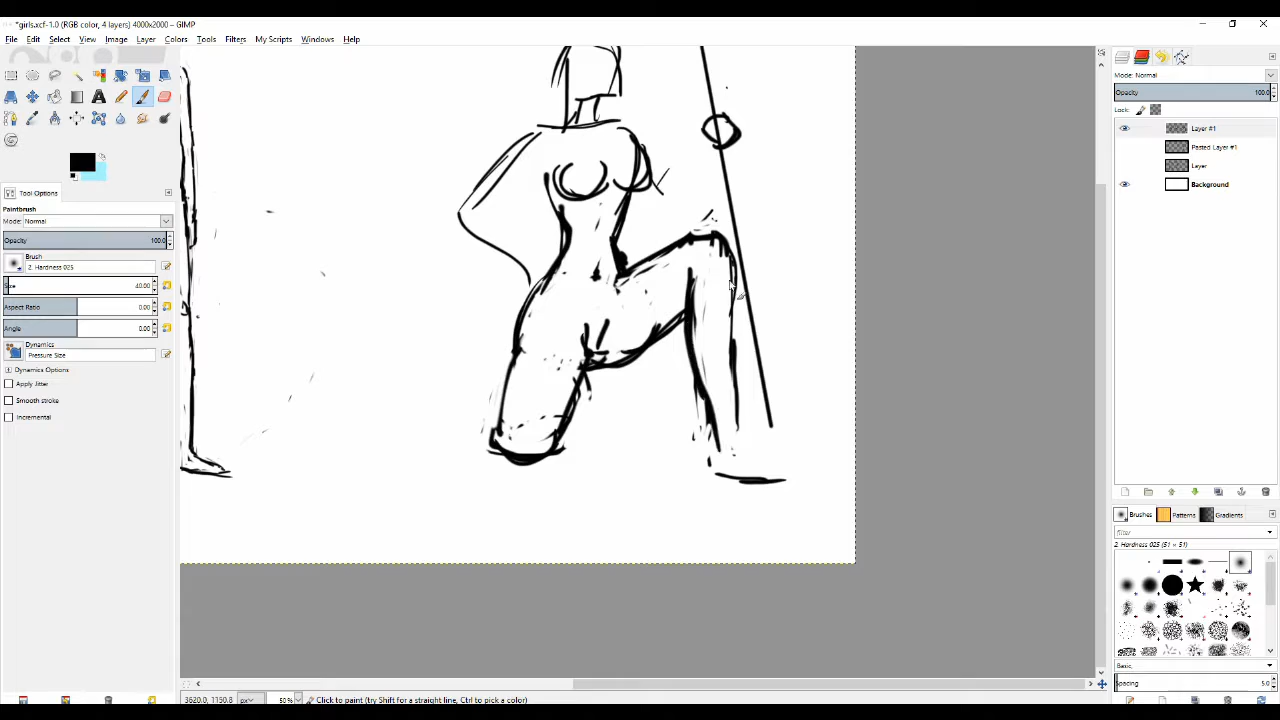 *girls.xcf-1.0 (RGB color, 4 layers) 4000x2000 – GIMP
File Edit Select View Image Layer Colors Tools Filters My Scripts Windows Help
Tool Options
Paintbrush
Mode: Normal
Opacity 100.0
Brush
2. Hardness 025
Size 40.00
Aspect Ratio 0.00
Angle 0.00
Dynamics
Pressure Size
Dynamics Options
Apply Jitter
Smooth stroke
Incremental
3620.0, 1150.8 px 50% Click to paint (try Shift for a straight line, Ctrl to pick a color)
Mode: Normal
Opacity 100.0
Lock:
Layer #1
Pasted Layer #1
Layer
Background
Brushes Patterns Gradients
filter
2. Hardness 025 (51 × 51)
Basic,
Spacing 5.0